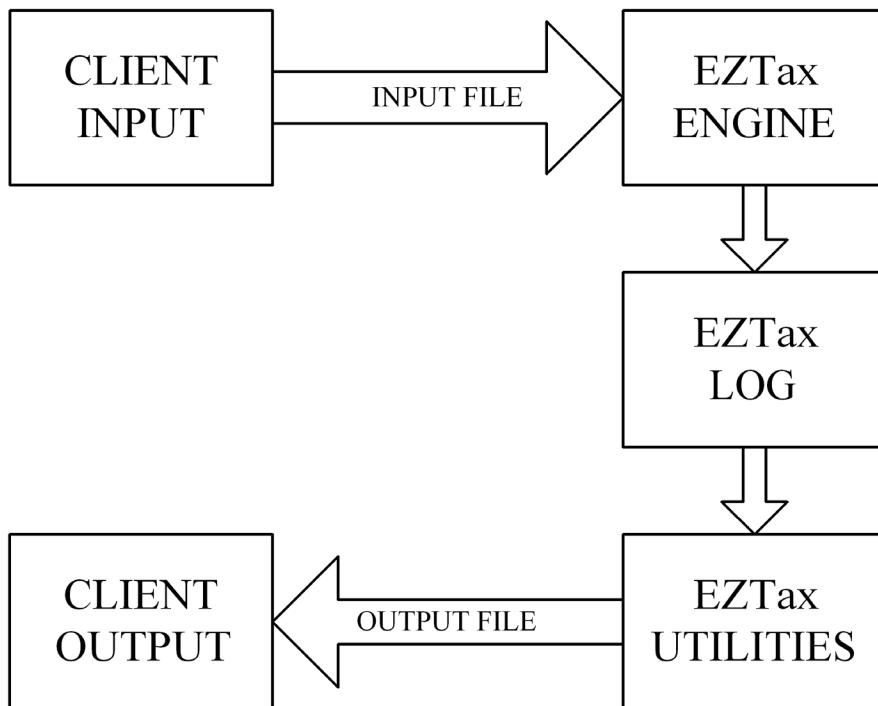 CLIENT
INPUT
INPUT FILE
EZTax
ENGINE
EZTax
LOG
EZTax
UTILITIES
OUTPUT FILE
CLIENT
OUTPUT